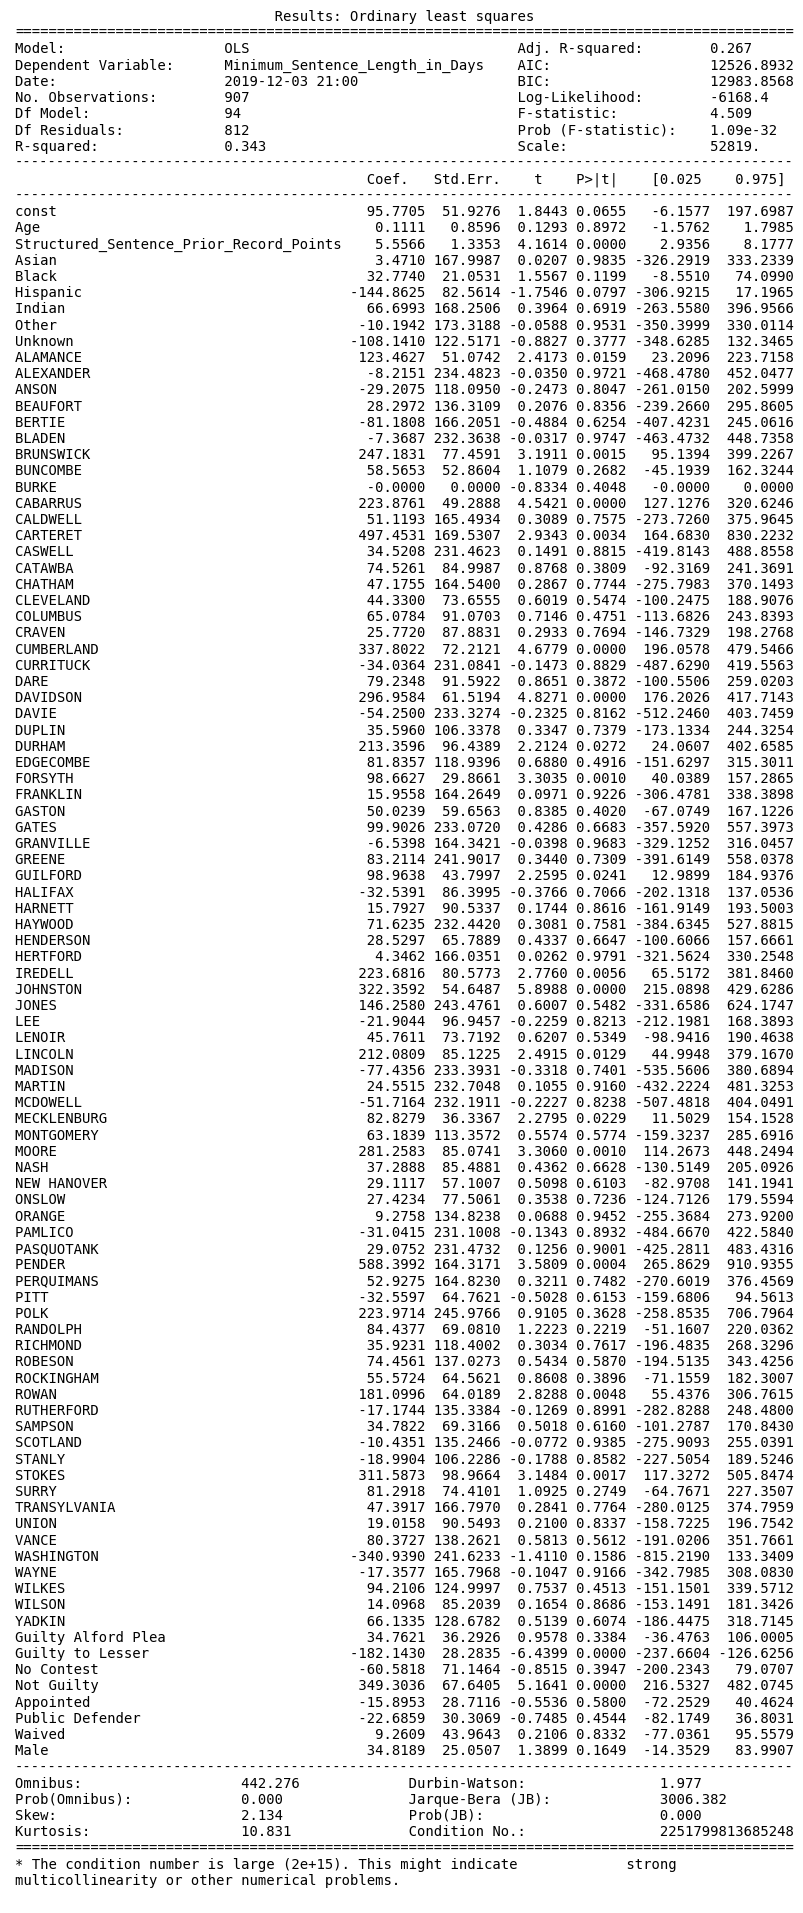 Results: Ordinary least squares
==============================================================================================
Model: OLS Adj. R-squared: 0.267
Dependent Variable: Minimum_Sentence_Length_in_Days AIC: 12526.8932
Date: 2019-12-03 21:00 BIC: 12983.8568
No. Observations: 907 Log-Likelihood: -6168.4
Df Model: 94 F-statistic: 4.509
Df Residuals: 812 Prob (F-statistic): 1.09e-32
R-squared: 0.343 Scale: 52819.
----------------------------------------------------------------------------------------------
Coef. Std.Err. t P>|t| [0.025 0.975]
----------------------------------------------------------------------------------------------
const 95.7705 51.9276 1.8443 0.0655 -6.1577 197.6987
Age 0.1111 0.8596 0.1293 0.8972 -1.5762 1.7985
Structured_Sentence_Prior_Record_Points 5.5566 1.3353 4.1614 0.0000 2.9356 8.1777
Asian 3.4710 167.9987 0.0207 0.9835 -326.2919 333.2339
Black 32.7740 21.0531 1.5567 0.1199 -8.5510 74.0990
Hispanic -144.8625 82.5614 -1.7546 0.0797 -306.9215 17.1965
Indian 66.6993 168.2506 0.3964 0.6919 -263.5580 396.9566
Other -10.1942 173.3188 -0.0588 0.9531 -350.3999 330.0114
Unknown -108.1410 122.5171 -0.8827 0.3777 -348.6285 132.3465
ALAMANCE 123.4627 51.0742 2.4173 0.0159 23.2096 223.7158
ALEXANDER -8.2151 234.4823 -0.0350 0.9721 -468.4780 452.0477
ANSON -29.2075 118.0950 -0.2473 0.8047 -261.0150 202.5999
BEAUFORT 28.2972 136.3109 0.2076 0.8356 -239.2660 295.8605
BERTIE -81.1808 166.2051 -0.4884 0.6254 -407.4231 245.0616
BLADEN -7.3687 232.3638 -0.0317 0.9747 -463.4732 448.7358
BRUNSWICK 247.1831 77.4591 3.1911 0.0015 95.1394 399.2267
BUNCOMBE 58.5653 52.8604 1.1079 0.2682 -45.1939 162.3244
BURKE -0.0000 0.0000 -0.8334 0.4048 -0.0000 0.0000
CABARRUS 223.8761 49.2888 4.5421 0.0000 127.1276 320.6246
CALDWELL 51.1193 165.4934 0.3089 0.7575 -273.7260 375.9645
CARTERET 497.4531 169.5307 2.9343 0.0034 164.6830 830.2232
CASWELL 34.5208 231.4623 0.1491 0.8815 -419.8143 488.8558
CATAWBA 74.5261 84.9987 0.8768 0.3809 -92.3169 241.3691
CHATHAM 47.1755 164.5400 0.2867 0.7744 -275.7983 370.1493
CLEVELAND 44.3300 73.6555 0.6019 0.5474 -100.2475 188.9076
COLUMBUS 65.0784 91.0703 0.7146 0.4751 -113.6826 243.8393
CRAVEN 25.7720 87.8831 0.2933 0.7694 -146.7329 198.2768
CUMBERLAND 337.8022 72.2121 4.6779 0.0000 196.0578 479.5466
CURRITUCK -34.0364 231.0841 -0.1473 0.8829 -487.6290 419.5563
DARE 79.2348 91.5922 0.8651 0.3872 -100.5506 259.0203
DAVIDSON 296.9584 61.5194 4.8271 0.0000 176.2026 417.7143
DAVIE -54.2500 233.3274 -0.2325 0.8162 -512.2460 403.7459
DUPLIN 35.5960 106.3378 0.3347 0.7379 -173.1334 244.3254
DURHAM 213.3596 96.4389 2.2124 0.0272 24.0607 402.6585
EDGECOMBE 81.8357 118.9396 0.6880 0.4916 -151.6297 315.3011
FORSYTH 98.6627 29.8661 3.3035 0.0010 40.0389 157.2865
FRANKLIN 15.9558 164.2649 0.0971 0.9226 -306.4781 338.3898
GASTON 50.0239 59.6563 0.8385 0.4020 -67.0749 167.1226
GATES 99.9026 233.0720 0.4286 0.6683 -357.5920 557.3973
GRANVILLE -6.5398 164.3421 -0.0398 0.9683 -329.1252 316.0457
GREENE 83.2114 241.9017 0.3440 0.7309 -391.6149 558.0378
GUILFORD 98.9638 43.7997 2.2595 0.0241 12.9899 184.9376
HALIFAX -32.5391 86.3995 -0.3766 0.7066 -202.1318 137.0536
HARNETT 15.7927 90.5337 0.1744 0.8616 -161.9149 193.5003
HAYWOOD 71.6235 232.4420 0.3081 0.7581 -384.6345 527.8815
HENDERSON 28.5297 65.7889 0.4337 0.6647 -100.6066 157.6661
HERTFORD 4.3462 166.0351 0.0262 0.9791 -321.5624 330.2548
IREDELL 223.6816 80.5773 2.7760 0.0056 65.5172 381.8460
JOHNSTON 322.3592 54.6487 5.8988 0.0000 215.0898 429.6286
JONES 146.2580 243.4761 0.6007 0.5482 -331.6586 624.1747
LEE -21.9044 96.9457 -0.2259 0.8213 -212.1981 168.3893
LENOIR 45.7611 73.7192 0.6207 0.5349 -98.9416 190.4638
LINCOLN 212.0809 85.1225 2.4915 0.0129 44.9948 379.1670
MADISON -77.4356 233.3931 -0.3318 0.7401 -535.5606 380.6894
MARTIN 24.5515 232.7048 0.1055 0.9160 -432.2224 481.3253
MCDOWELL -51.7164 232.1911 -0.2227 0.8238 -507.4818 404.0491
MECKLENBURG 82.8279 36.3367 2.2795 0.0229 11.5029 154.1528
MONTGOMERY 63.1839 113.3572 0.5574 0.5774 -159.3237 285.6916
MOORE 281.2583 85.0741 3.3060 0.0010 114.2673 448.2494
NASH 37.2888 85.4881 0.4362 0.6628 -130.5149 205.0926
NEW HANOVER 29.1117 57.1007 0.5098 0.6103 -82.9708 141.1941
ONSLOW 27.4234 77.5061 0.3538 0.7236 -124.7126 179.5594
ORANGE 9.2758 134.8238 0.0688 0.9452 -255.3684 273.9200
PAMLICO -31.0415 231.1008 -0.1343 0.8932 -484.6670 422.5840
PASQUOTANK 29.0752 231.4732 0.1256 0.9001 -425.2811 483.4316
PENDER 588.3992 164.3171 3.5809 0.0004 265.8629 910.9355
PERQUIMANS 52.9275 164.8230 0.3211 0.7482 -270.6019 376.4569
PITT -32.5597 64.7621 -0.5028 0.6153 -159.6806 94.5613
POLK 223.9714 245.9766 0.9105 0.3628 -258.8535 706.7964
RANDOLPH 84.4377 69.0810 1.2223 0.2219 -51.1607 220.0362
RICHMOND 35.9231 118.4002 0.3034 0.7617 -196.4835 268.3296
ROBESON 74.4561 137.0273 0.5434 0.5870 -194.5135 343.4256
ROCKINGHAM 55.5724 64.5621 0.8608 0.3896 -71.1559 182.3007
ROWAN 181.0996 64.0189 2.8288 0.0048 55.4376 306.7615
RUTHERFORD -17.1744 135.3384 -0.1269 0.8991 -282.8288 248.4800
SAMPSON 34.7822 69.3166 0.5018 0.6160 -101.2787 170.8430
SCOTLAND -10.4351 135.2466 -0.0772 0.9385 -275.9093 255.0391
STANLY -18.9904 106.2286 -0.1788 0.8582 -227.5054 189.5246
STOKES 311.5873 98.9664 3.1484 0.0017 117.3272 505.8474
SURRY 81.2918 74.4101 1.0925 0.2749 -64.7671 227.3507
TRANSYLVANIA 47.3917 166.7970 0.2841 0.7764 -280.0125 374.7959
UNION 19.0158 90.5493 0.2100 0.8337 -158.7225 196.7542
VANCE 80.3727 138.2621 0.5813 0.5612 -191.0206 351.7661
WASHINGTON -340.9390 241.6233 -1.4110 0.1586 -815.2190 133.3409
WAYNE -17.3577 165.7968 -0.1047 0.9166 -342.7985 308.0830
WILKES 94.2106 124.9997 0.7537 0.4513 -151.1501 339.5712
WILSON 14.0968 85.2039 0.1654 0.8686 -153.1491 181.3426
YADKIN 66.1335 128.6782 0.5139 0.6074 -186.4475 318.7145
Guilty Alford Plea 34.7621 36.2926 0.9578 0.3384 -36.4763 106.0005
Guilty to Lesser -182.1430 28.2835 -6.4399 0.0000 -237.6604 -126.6256
No Contest -60.5818 71.1464 -0.8515 0.3947 -200.2343 79.0707
Not Guilty 349.3036 67.6405 5.1641 0.0000 216.5327 482.0745
Appointed -15.8953 28.7116 -0.5536 0.5800 -72.2529 40.4624
Public Defender -22.6859 30.3069 -0.7485 0.4544 -82.1749 36.8031
Waived 9.2609 43.9643 0.2106 0.8332 -77.0361 95.5579
Male 34.8189 25.0507 1.3899 0.1649 -14.3529 83.9907
----------------------------------------------------------------------------------------------
Omnibus: 442.276 Durbin-Watson: 1.977
Prob(Omnibus): 0.000 Jarque-Bera (JB): 3006.382
Skew: 2.134 Prob(JB): 0.000
Kurtosis: 10.831 Condition No.: 2251799813685248
==============================================================================================
* The condition number is large (2e+15). This might indicate strong
multicollinearity or other numerical problems.